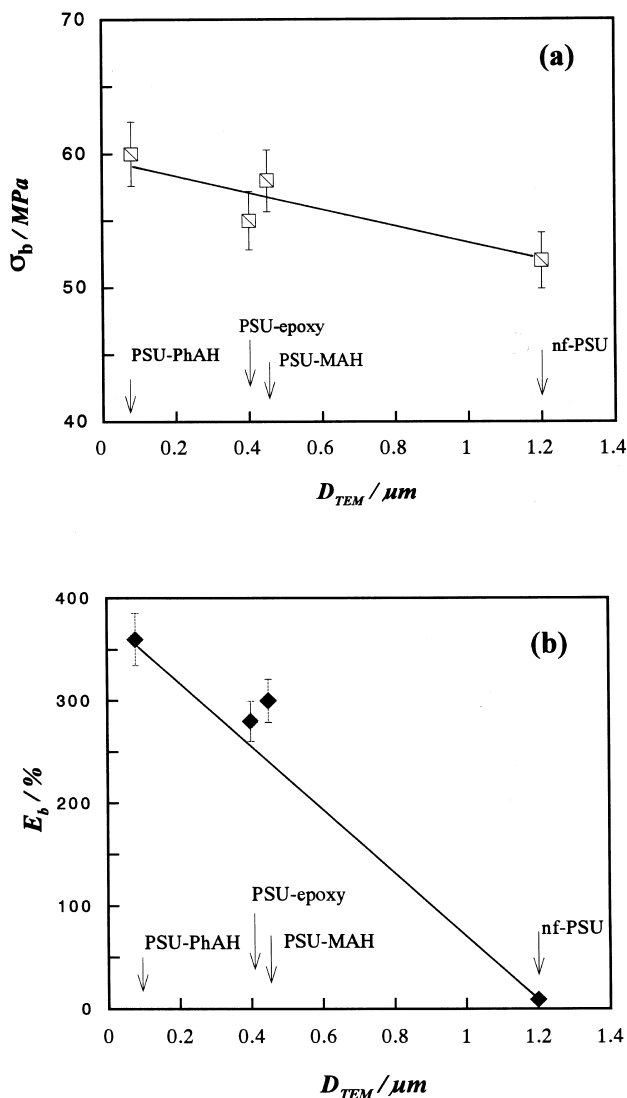 70
(a)
60
σb / MPa
50
PSU-epoxy
PSU-PhAH
PSU-MAH
nf-PSU
40
0 0.2 0.4 0.6 0.8 1 1.2 1.4
DTEM / μm
400
(b)
300
Eb / %
200
100
PSU-epoxy
PSU-PhAH
PSU-MAH
nf-PSU
0
0 0.2 0.4 0.6 0.8 1 1.2 1.4
DTEM / μm